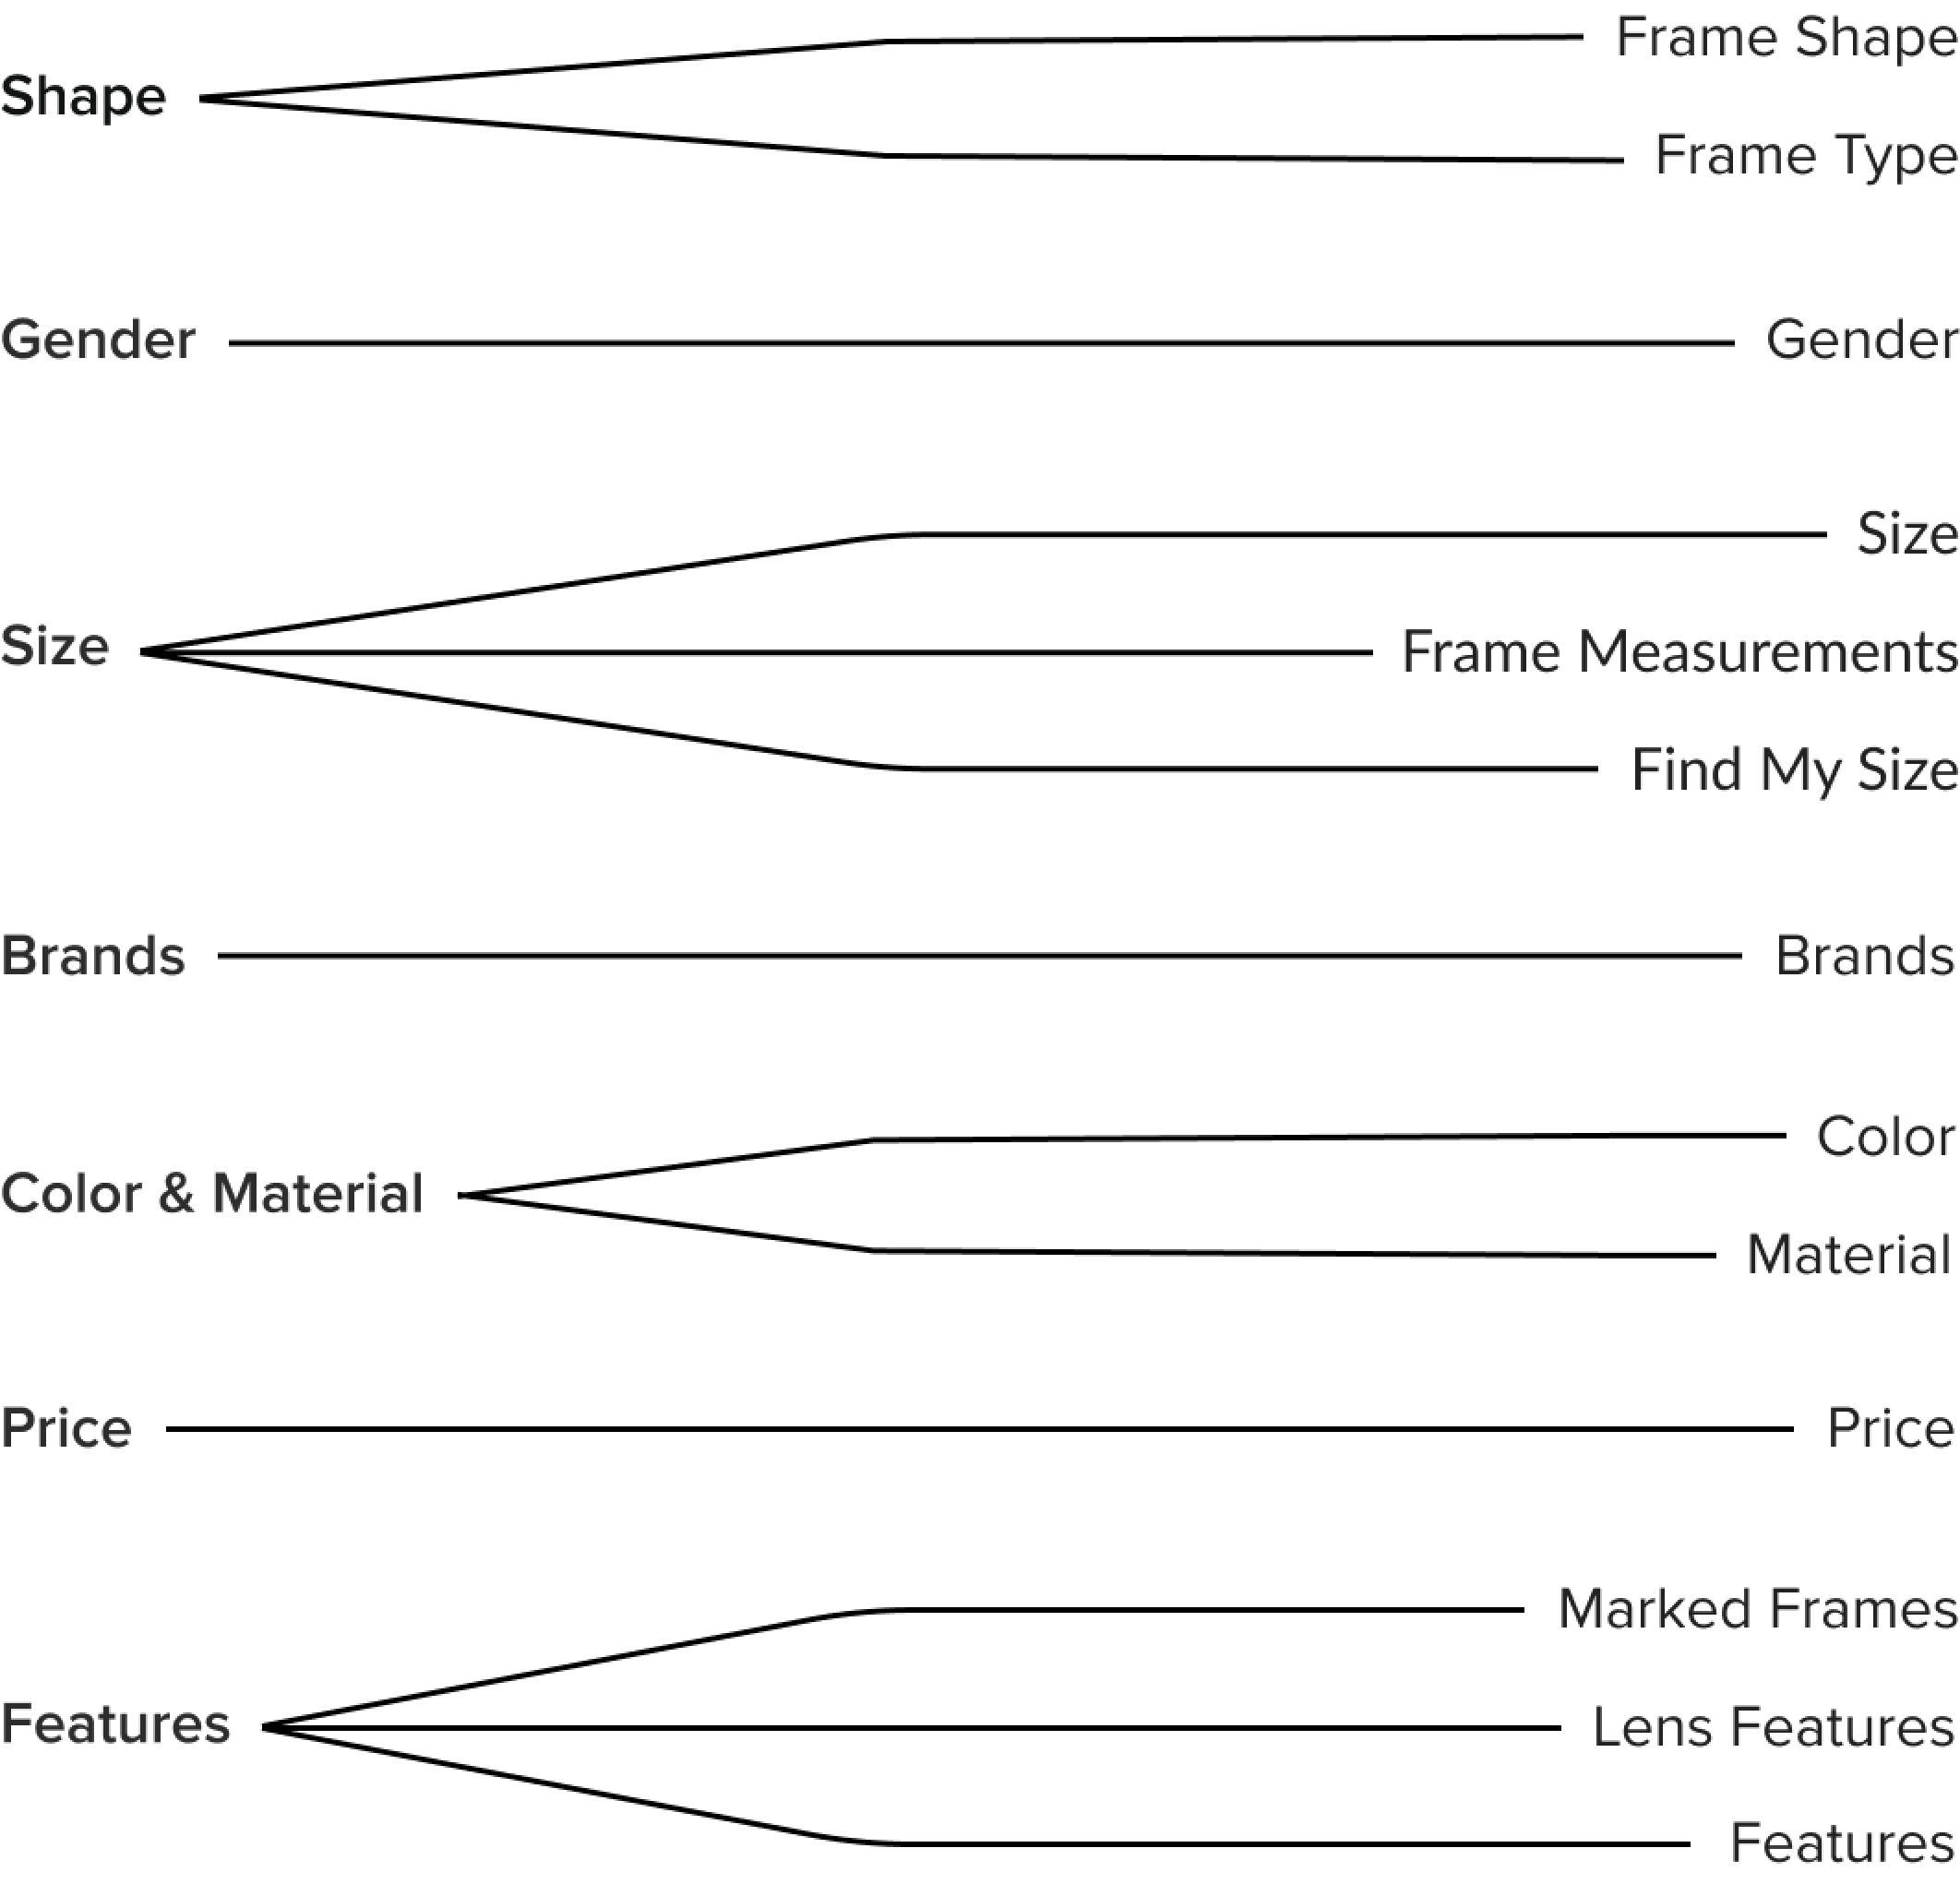 Shape
Frame Shape
Frame Type
Gender
Gender
Size
Size
Frame Measurements
Find My Size
Brands
Brands
Color & Material
Color
Material
Price
Price
Features
Marked Frames
Lens Features
Features